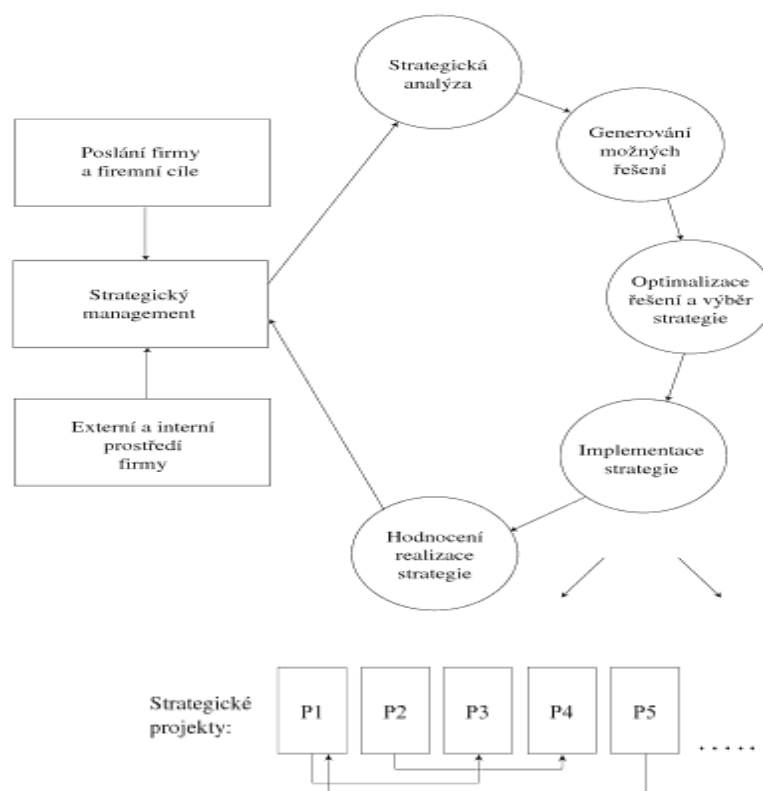 Strategická
analýza
Generování
možných
řešení
Poslání firmy
a firemní cíle
Strategický
management
Optimalizace
řešení a výběr
strategie
Externí a interní
prostředí
firmy
Implementace
strategie
Hodnocení
realizace
strategie
Strategické
projekty:
P1
P2
P3
P4
P5
.....